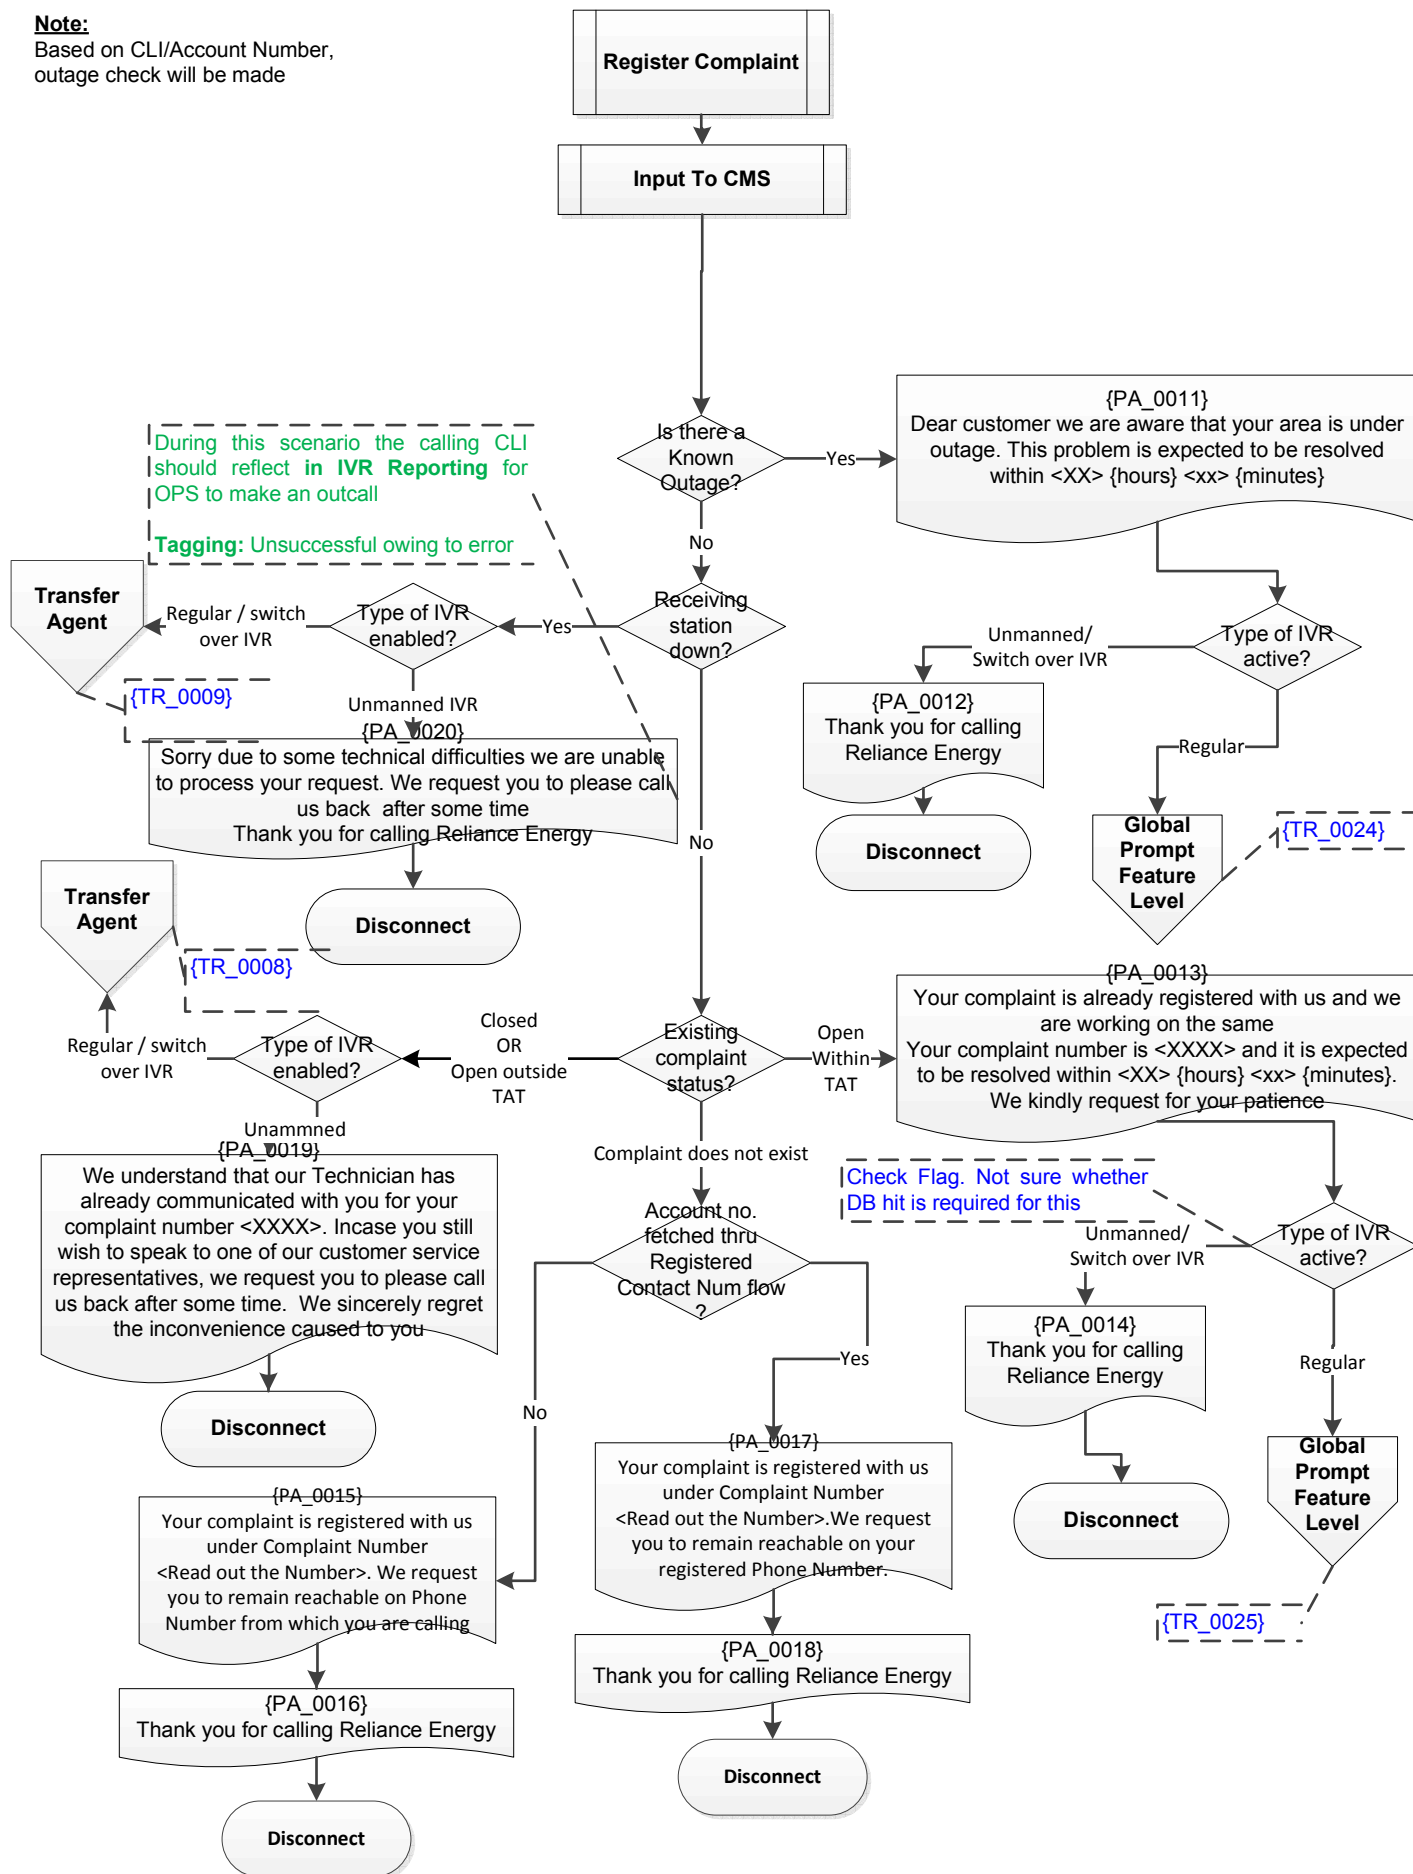 Note:
Based on CLI/Account Number,
outage check will be made
Register Complaint
Input To CMS
{PA_0011}
Dear customer we are aware that your area is under
outage. This problem is expected to be resolved
within <XX> {hours} <xx> {minutes}
Is there a
Known
Outage?
Yes
No
During this scenario the calling CLI
should reflect in IVR Reporting for
OPS to make an outcall
Tagging: Unsuccessful owing to error
Transfer
Agent
Regular / switch
over IVR
Type of IVR
enabled?
Yes
Receiving
station
down?
Unmanned/
Switch over IVR
Type of IVR
active?
{TR_0009}
Unmanned IVR
{PA_0020}
Sorry due to some technical difficulties we are unable
to process your request. We request you to please call
us back  after some time
Thank you for calling Reliance Energy
{PA_0012}
Thank you for calling
Reliance Energy
Regular
No
Disconnect
Global
Prompt
Feature
Level
{TR_0024}
Transfer
Agent
Disconnect
{TR_0008}
{PA_0013}
Your complaint is already registered with us and we
are working on the same
Your complaint number is <XXXX> and it is expected
to be resolved within <XX> {hours} <xx> {minutes}.
We kindly request for your patience
Regular / switch
over IVR
Type of IVR
enabled?
Closed
OR
Open outside
TAT
Existing
complaint
status?
Open
Within
TAT
Unammned
{PA_0019}
We understand that our Technician has
already communicated with you for your
complaint number <XXXX>. Incase you still
wish to speak to one of our customer service
representatives, we request you to please call
us back after some time.  We sincerely regret
the inconvenience caused to you
Complaint does not exist
Check Flag. Not sure whether
DB hit is required for this
Account no.
fetched thru
Registered
Contact Num flow
?
Unmanned/
Switch over IVR
Type of IVR
active?
{PA_0014}
Thank you for calling
Reliance Energy
Yes
Regular
No
Disconnect
{PA_0017}
Your complaint is registered with us
under Complaint Number
<Read out the Number>.We request
you to remain reachable on your
registered Phone Number.
Global
Prompt
Feature
Level
{PA_0015}
Your complaint is registered with us
under Complaint Number
<Read out the Number>. We request
you to remain reachable on Phone
Number from which you are calling
Disconnect
{TR_0025}
{PA_0018}
Thank you for calling Reliance Energy
{PA_0016}
Thank you for calling Reliance Energy
Disconnect
Disconnect